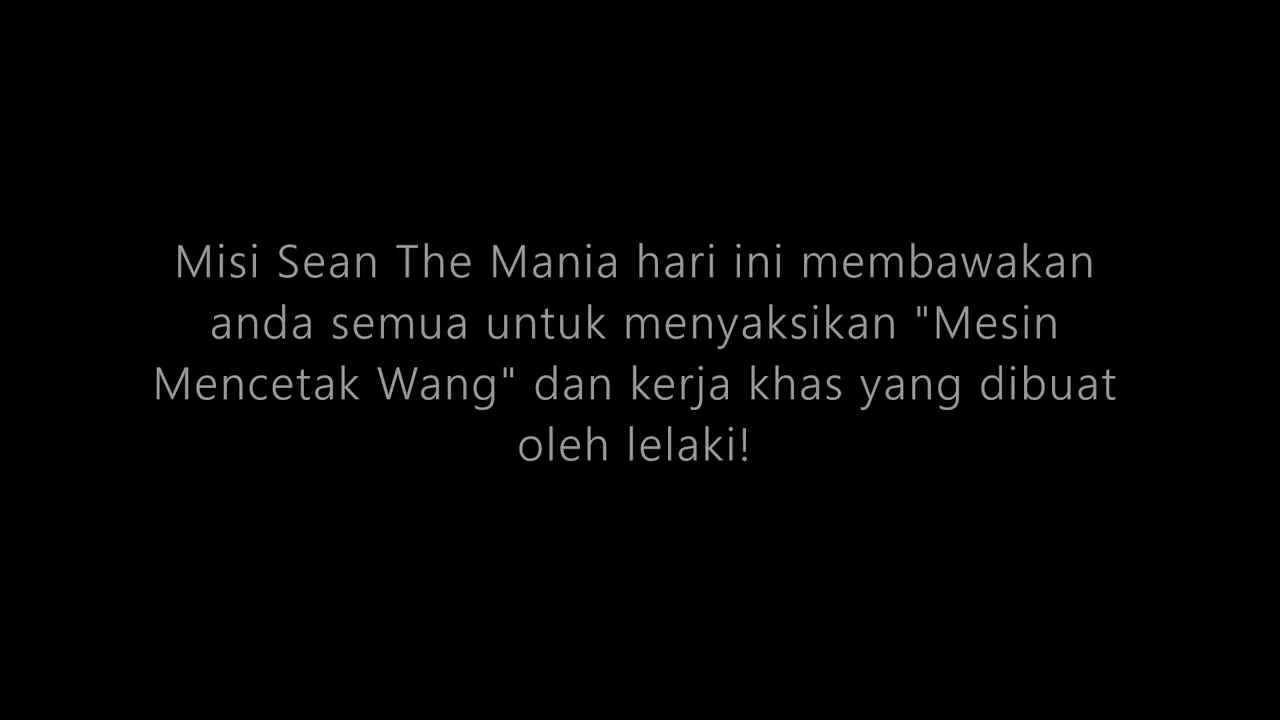 Misi Sean The Mania hari ini membawakan
anda semua untuk menyaksikan "Mesin
Mencetak Wang" dan kerja khas yang dibuat
oleh lelaki!